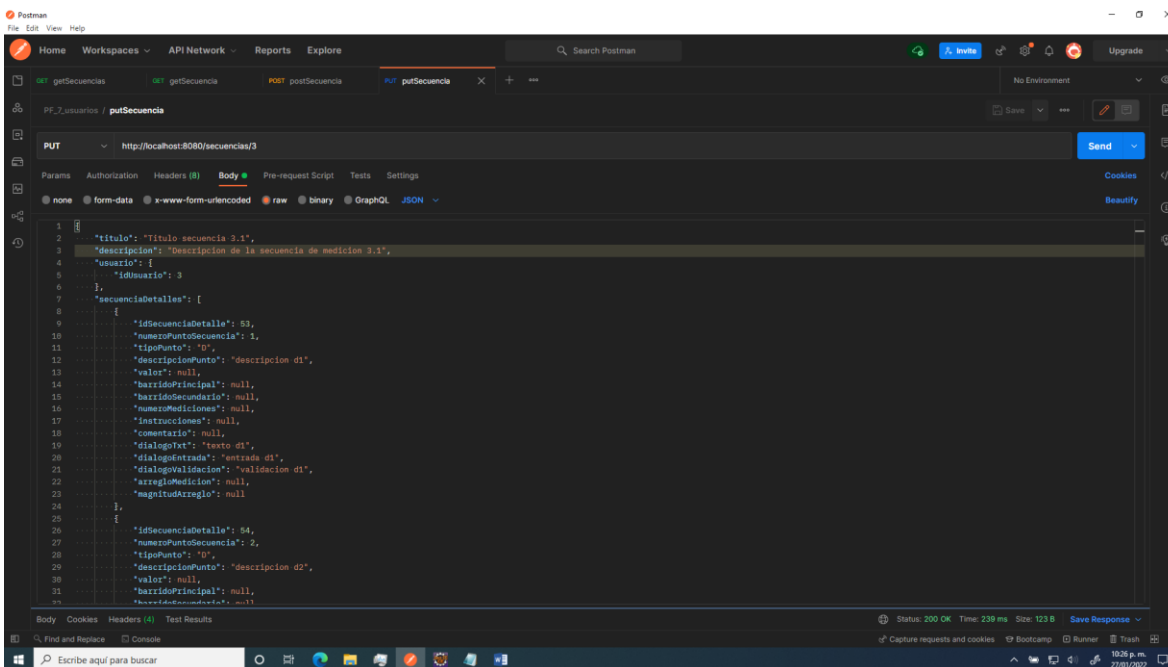 Postman
File Edit View Help
Home Workspaces API Network Reports Explore Search Postman Invite Upgrade
GET getSecuencias GET getSecuencia POST postSecuencia PUT putSecuencia No Environment
PF_7_usuarios / putSecuencia Save
PUT http://localhost:8080/secuencias/3 Send
Params Authorization Headers (8) Body Pre-request Script Tests Settings Cookies
none form-data x-www-form-urlencoded raw binary GraphQL JSON Beautify
1 {
2 "titulo": "Titulo secuencia 3.1",
3 "descripcion": "Descripcion de la secuencia de medicion 3.1",
4 "usuario": {
5 "idUsuario": 3
6 },
7 "secuenciaDetalles": [
8 {
9 "idSecuenciaDetalle": 53,
10 "numeroPuntoSecuencia": 1,
11 "tipoPunto": "D",
12 "descripcionPunto": "descripcion d1",
13 "valor": null,
14 "barridoPrincipal": null,
15 "barridoSecundario": null,
16 "numeroMediciones": null,
17 "instrucciones": null,
18 "comentario": null,
19 "dialogoTxt": "texto d1",
20 "dialogoEntrada": "entrada d1",
21 "dialogoValidacion": "validacion d1",
22 "arregloMedicion": null,
23 "magnitudArreglo": null
24 },
25 {
26 "idSecuenciaDetalle": 54,
27 "numeroPuntoSecuencia": 2,
28 "tipoPunto": "D",
29 "descripcionPunto": "descripcion d2",
30 "valor": null,
31 "barridoPrincipal": null,
32 "barridoSecundario": null
Body Cookies Headers (4) Test Results Status: 200 OK Time: 239 ms Size: 123 B Save Response
Find and Replace Console Capture requests and cookies Bootcamp Runner Trash
Escribe aquí para buscar 10:26 p. m.
27/01/2022